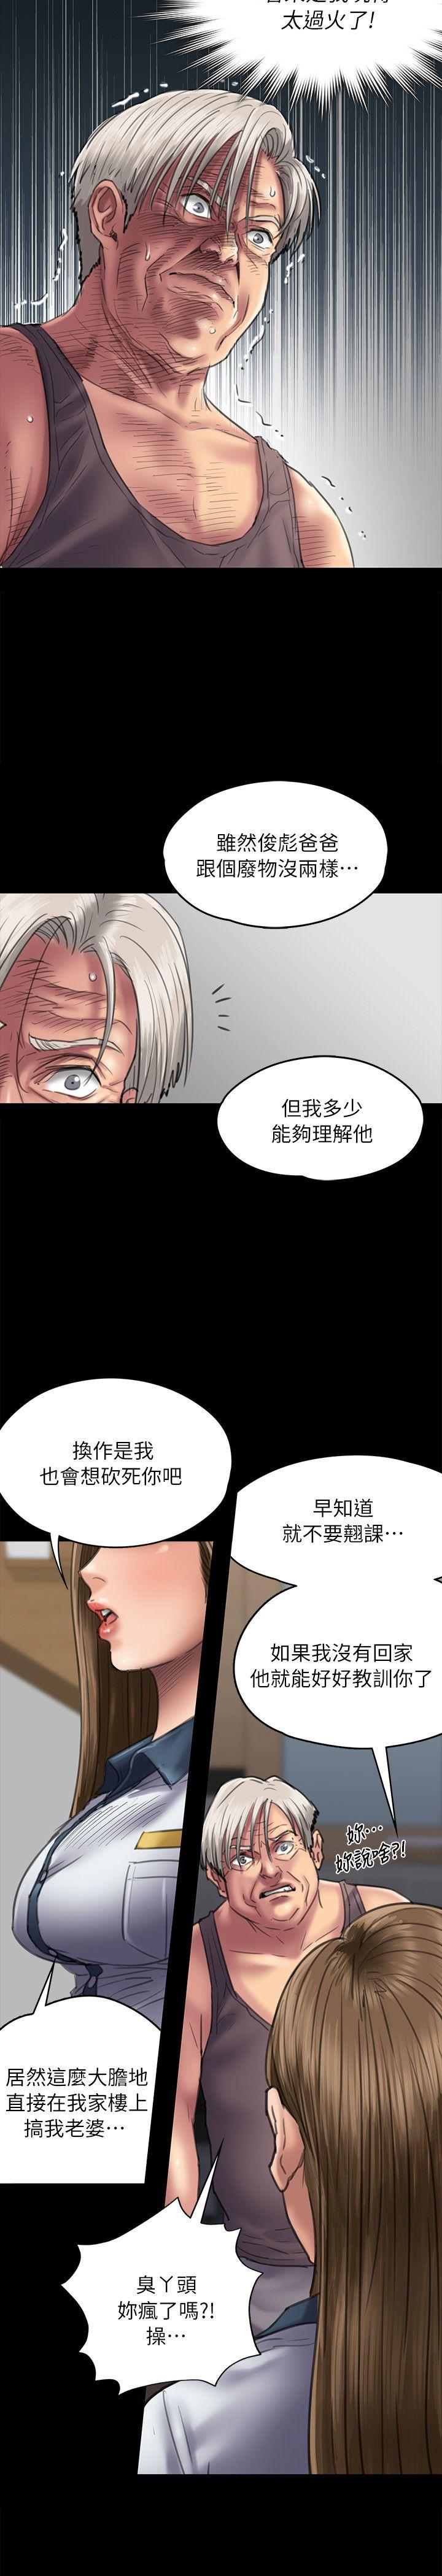 太過火了!
雖然俊彪爸爸
跟個廢物沒兩樣…
但我多少
能夠理解他
換作是我
也會想砍死你吧
早知道
就不要翹課…
如果我沒有回家
他就能好好教訓你了
妳…
妳說啥?!
居然這麼大膽地
直接在我家樓上
搞我老婆…
臭丫頭
妳瘋了嗎?!
操…